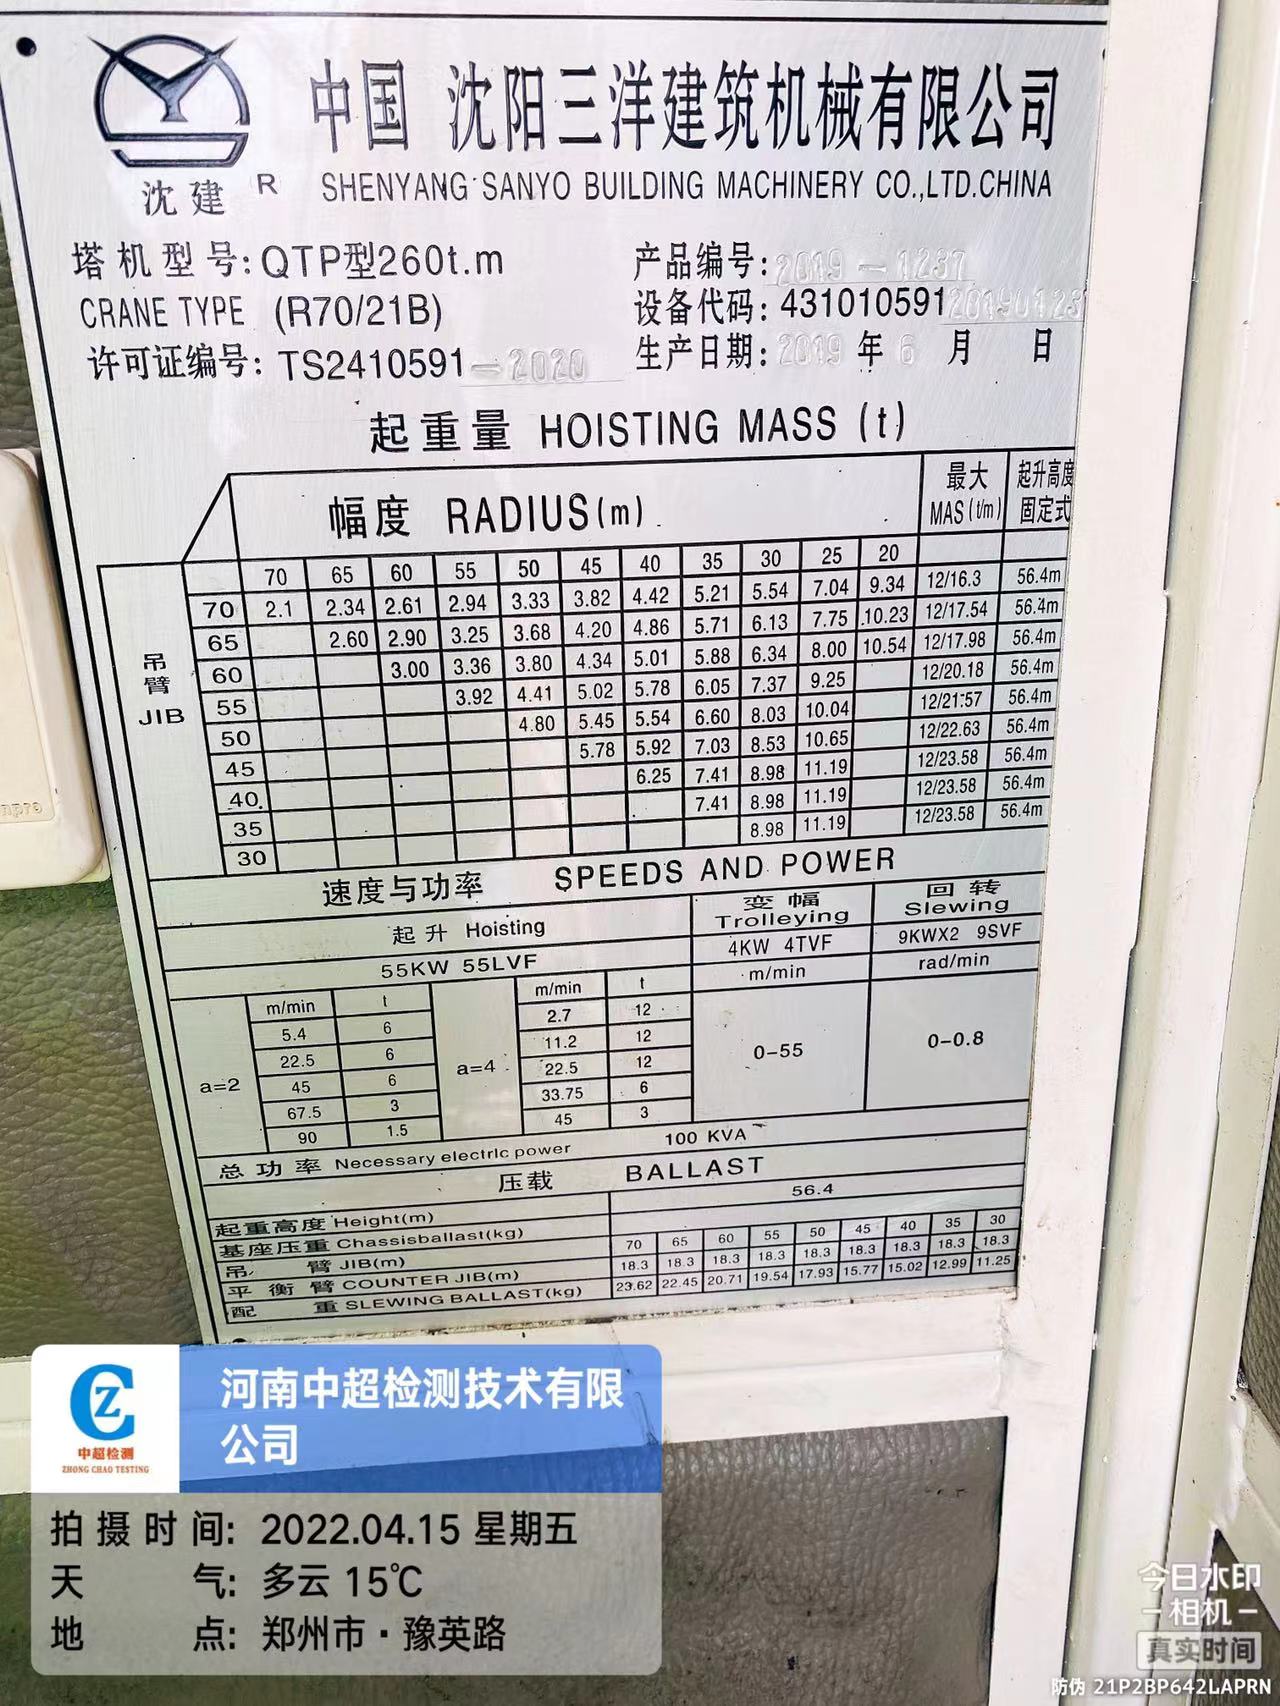 中国 沈阳三洋建筑机械有限公司
沈建 R SHENYANG SANYO BUILDING MACHINERY CO.,LTD.CHINA
塔机型号:QTP型260t.m 产品编号:2019-1237
CRANE TYPE (R70/21B) 设备代码:431010591
许可证编号:TS2410591-2020 生产日期:2019年6月 日
起重量 HOISTING MASS (t)
幅度 RADIUS(m) 最大 MAS(t/m) 起升高度 固定式
70 65 60 55 50 45 40 35 30 25 20
70 2.1 2.34 2.61 2.94 3.33 3.82 4.42 5.21 5.54 7.04 9.34 12/16.3 56.4m
65 2.60 2.90 3.25 3.68 4.20 4.86 5.71 6.13 7.75 10.23 12/17.54 56.4m
60 3.00 3.36 3.80 4.34 5.01 5.88 6.34 8.00 10.54 12/17.98 56.4m
55 3.92 4.41 5.02 5.78 6.05 7.37 9.25 12/20.18 56.4m
50 4.80 5.45 5.54 6.60 8.03 10.04 12/21.57 56.4m
45 5.78 5.92 7.03 8.53 10.65 12/22.63 56.4m
40 6.25 7.41 8.98 11.19 12/23.58 56.4m
35 7.41 8.98 11.19 12/23.58 56.4m
30 8.98 11.19 12/23.58 56.4m
吊臂 JIB
速度与功率 SPEEDS AND POWER
起升 Hoisting 变幅 Trolleying 回转 Slewing
55KW 55LVF 4KW 4TVF 9KWX2 9SVF
m/min t m/min t m/min rad/min
a=2 a=4 0-55 0-0.8
5.4 6 2.7 12
22.5 6 11.2 12
45 6 22.5 12
67.5 3 33.75 6
90 1.5 45 3
总功率 Necessary electric power 100 KVA
压载 BALLAST
起重高度 Height(m) 56.4
基座压重 Chassisballast(kg)
吊臂 JIB(m) 70 65 60 55 50 45 40 35 30
平衡臂 COUNTER JIB(m) 18.3 18.3 18.3 18.3 18.3 18.3 18.3 18.3 18.3
配重 SLEWING BALLAST(kg) 23.62 22.45 20.71 19.54 17.93 15.77 15.02 12.99 11.25
CZ
中超检测
ZHONG CHAO TESTING
河南中超检测技术有限
公司
拍摄时间: 2022.04.15 星期五
天气: 多云 15℃
地点: 郑州市·豫英路
今日水印
-相机-
真实时间
防伪 21P2BP642LAPRN